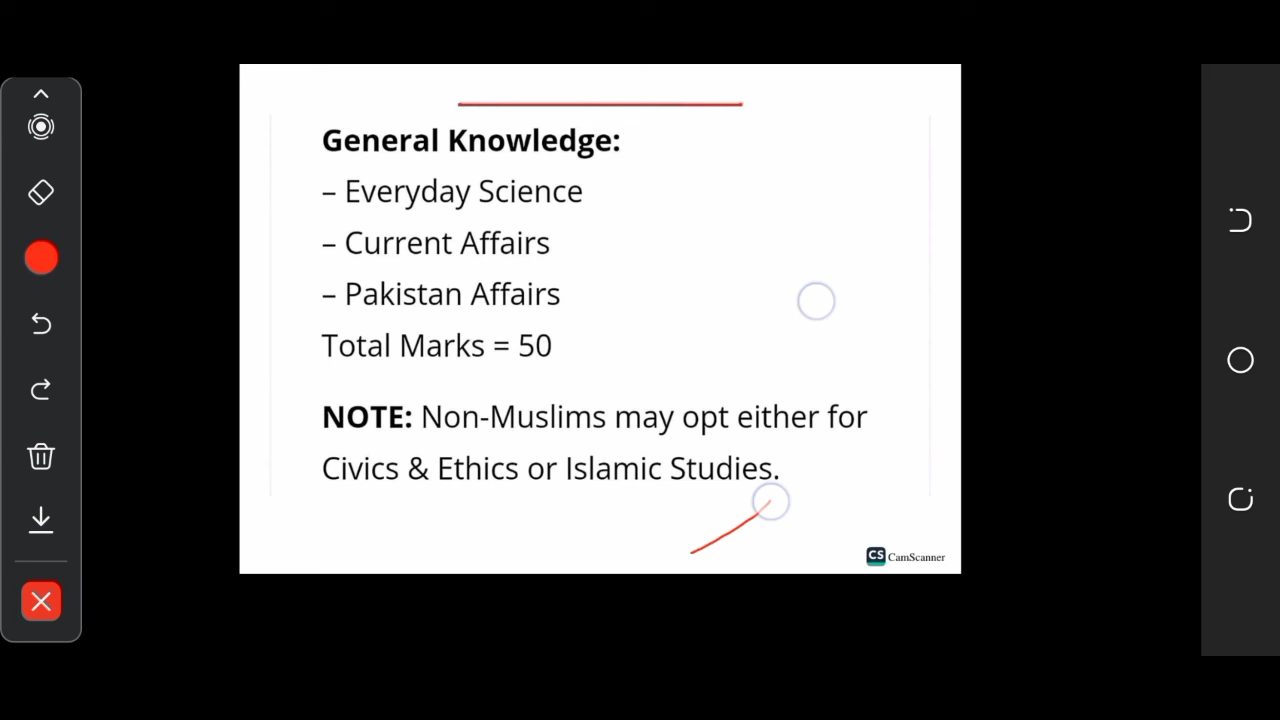 General Knowledge:
– Everyday Science
– Current Affairs
– Pakistan Affairs
Total Marks = 50
NOTE: Non-Muslims may opt either for
Civics & Ethics or Islamic Studies.
CS CamScanner